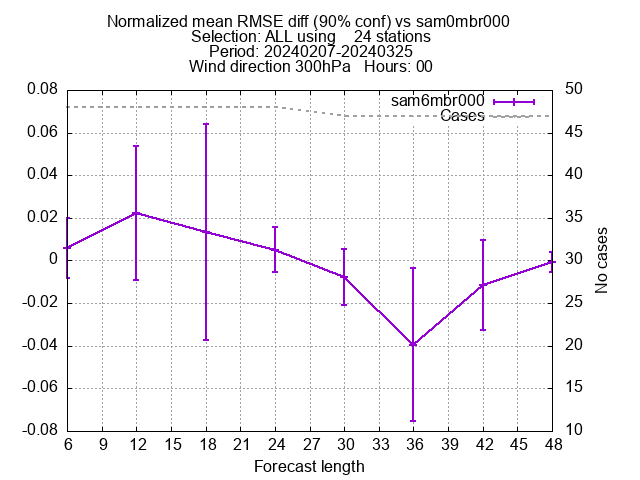 Normalized mean RMSE diff (90% conf) vs sam0mbr000
Selection: ALL using    24 stations
Period: 20240207-20240325
Wind direction 300hPa   Hours: 00
sam6mbr000
Cases
0.08
0.06
0.04
0.02
0
-0.02
-0.04
-0.06
-0.08
50
45
40
35
30
25
20
15
10
No cases
6 9 12 15 18 21 24 27 30 33 36 39 42 45 48
Forecast length